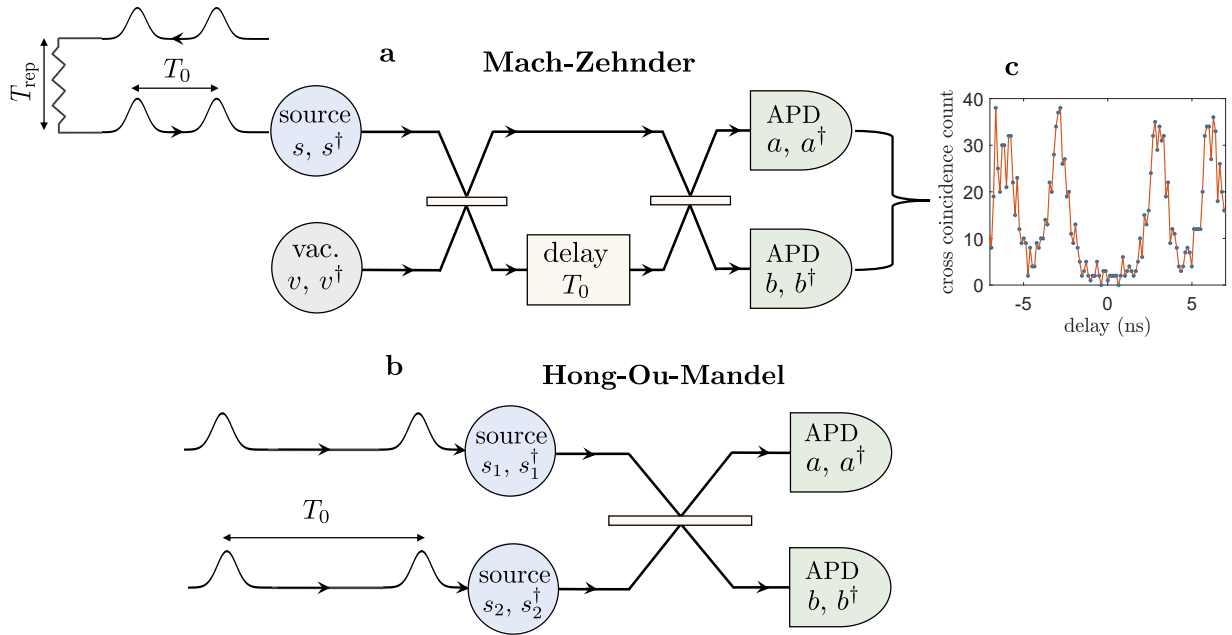 a
Mach-Zehnder
T_rep
T_0
source
s, s†
vac.
v, v†
delay
T_0
APD
a, a†
APD
b, b†
c
cross coincidence count
40
30
20
10
0
-5
0
5
delay (ns)
b
Hong-Ou-Mandel
T_0
source
s_1, s_1^†
source
s_2, s_2^†
APD
a, a†
APD
b, b†